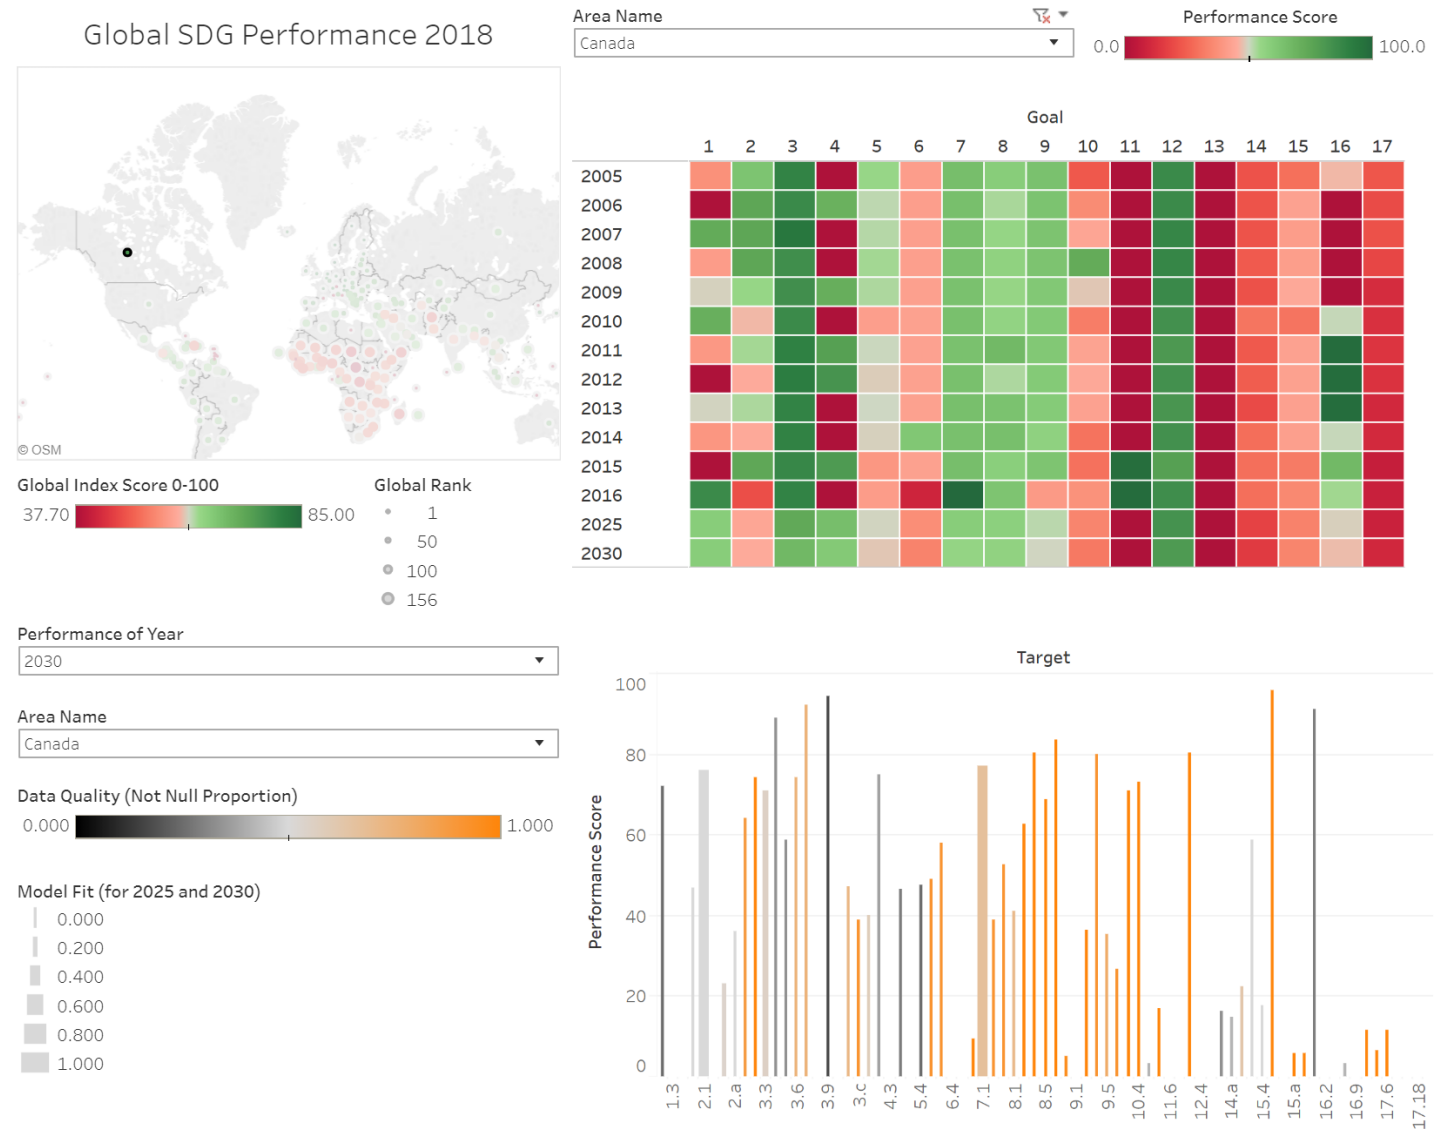 Global SDG Performance 2018
© OSM
Global Index Score 0-100
37.70 85.00
Global Rank
1
50
100
156
Performance of Year
2030
Area Name
Canada
Data Quality (Not Null Proportion)
0.000 1.000
Model Fit (for 2025 and 2030)
0.000
0.200
0.400
0.600
0.800
1.000
Area Name
Canada
Performance Score
0.0 100.0
Goal
1 2 3 4 5 6 7 8 9 10 11 12 13 14 15 16 17
2005
2006
2007
2008
2009
2010
2011
2012
2013
2014
2015
2016
2025
2030
Target
Performance Score
100
80
60
40
20
0
1.3 2.1 2.a 3.3 3.6 3.9 3.c 4.3 5.4 6.4 7.1 8.1 8.5 9.1 9.5 10.4 11.6 12.4 14.a 15.4 15.a 16.2 16.9 17.6 17.18